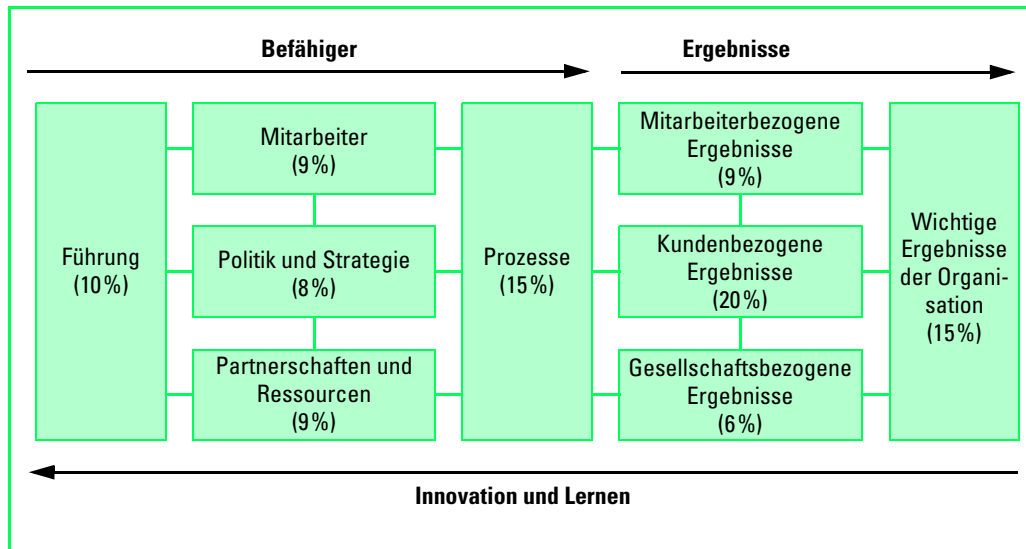 Befähiger
Ergebnisse
Führung
(10%)
Mitarbeiter
(9%)
Politik und Strategie
(8%)
Partnerschaften und
Ressourcen
(9%)
Prozesse
(15%)
Mitarbeiterbezogene
Ergebnisse
(9%)
Kundenbezogene
Ergebnisse
(20%)
Gesellschaftsbezogene
Ergebnisse
(6%)
Wichtige
Ergebnisse
der Organi-
sation
(15%)
Innovation und Lernen